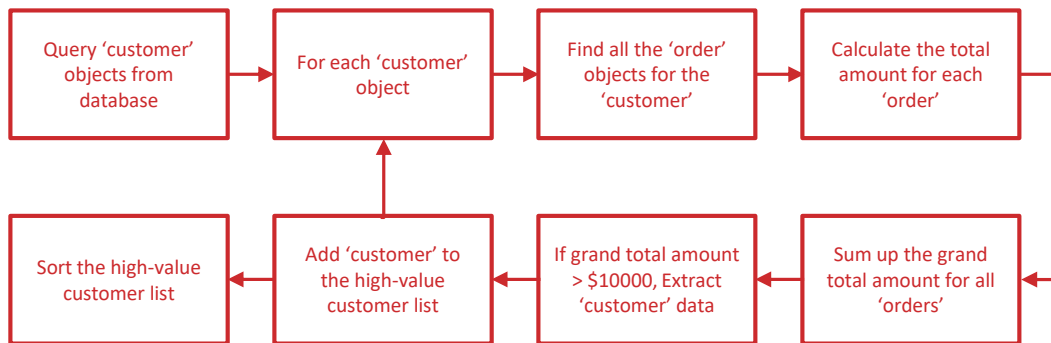 Query ‘customer’
objects from
database
For each ‘customer’
object
Find all the ‘order’
objects for the
‘customer’
Calculate the total
amount for each
‘order’
Sort the high-value
customer list
Add ‘customer’ to
the high-value
customer list
If grand total amount
> $10000, Extract
‘customer’ data
Sum up the grand
total amount for all
‘orders’